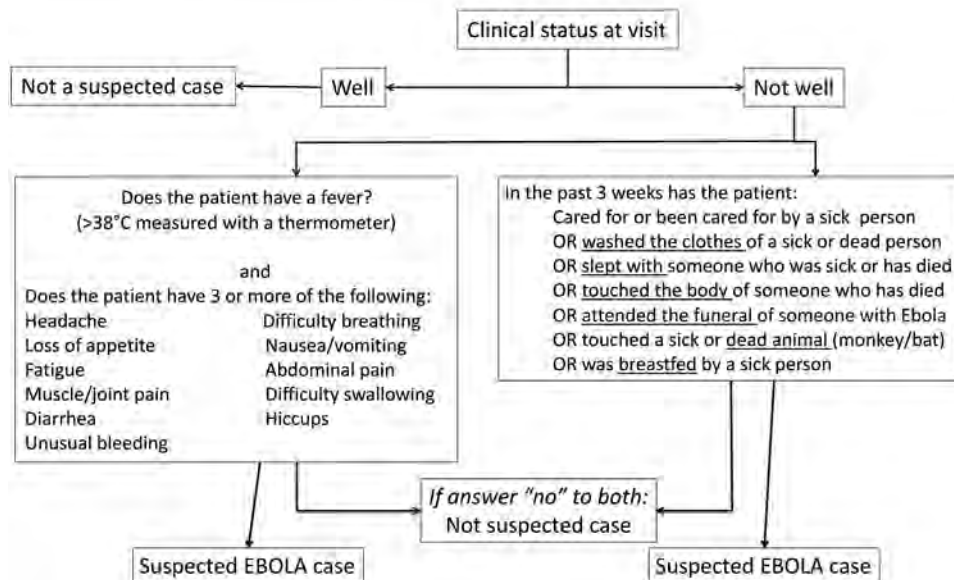 Clinical status at visit
Not a suspected case
Well
Not well
Does the patient have a fever?
(>38°C measured with a thermometer)
and
Does the patient have 3 or more of the following:
Headache
Loss of appetite
Fatigue
Muscle/joint pain
Diarrhea
Unusual bleeding
Difficulty breathing
Nausea/vomiting
Abdominal pain
Difficulty swallowing
Hiccups
In the past 3 weeks has the patient:
Cared for or been cared for by a sick person
OR washed the clothes of a sick or dead person
OR slept with someone who was sick or has died
OR touched the body of someone who has died
OR attended the funeral of someone with Ebola
OR touched a sick or dead animal (monkey/bat)
OR was breastfed by a sick person
If answer "no" to both:
Not suspected case
Suspected EBOLA case
Suspected EBOLA case